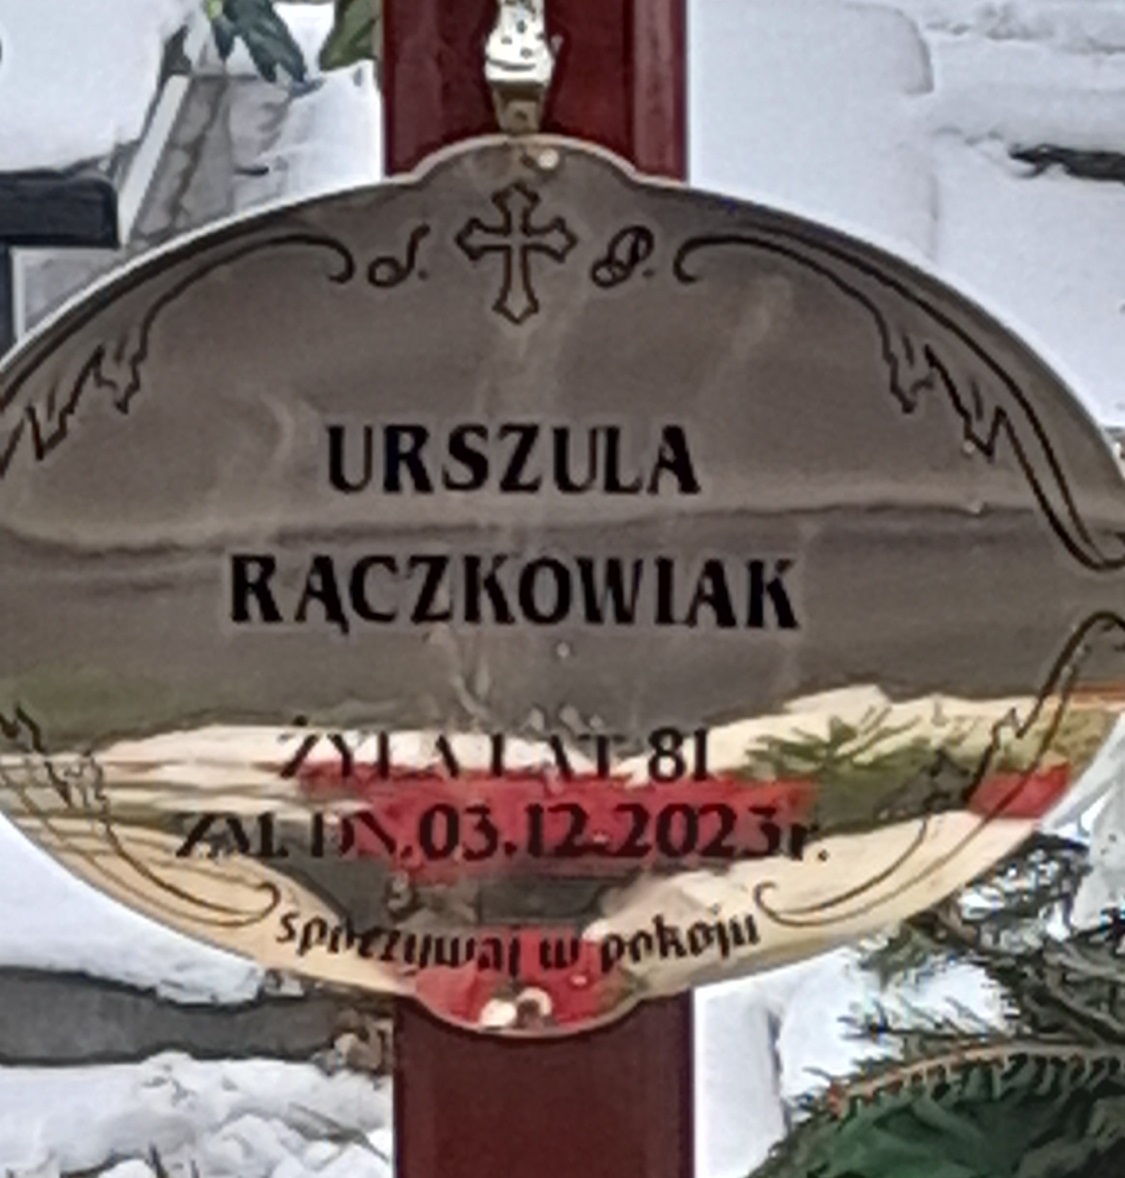 Ś. P.
URSZULA
RĄCZKOWIAK
ŻYŁA LAT 81
ZM. DN. 03.12.2023r.
spoczywaj w pokoju